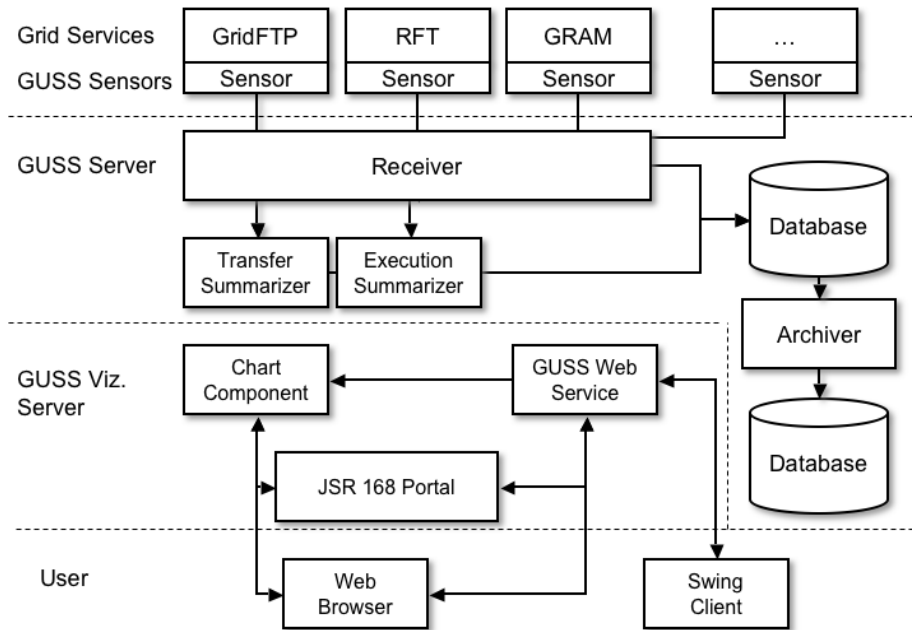 Grid Services
GridFTP
RFT
GRAM
...
GUSS Sensors
Sensor
Sensor
Sensor
Sensor
GUSS Server
Receiver
Database
Transfer
Summarizer
Execution
Summarizer
Archiver
GUSS Viz.
Server
Chart
Component
GUSS Web
Service
Database
JSR 168 Portal
User
Web
Browser
Swing
Client